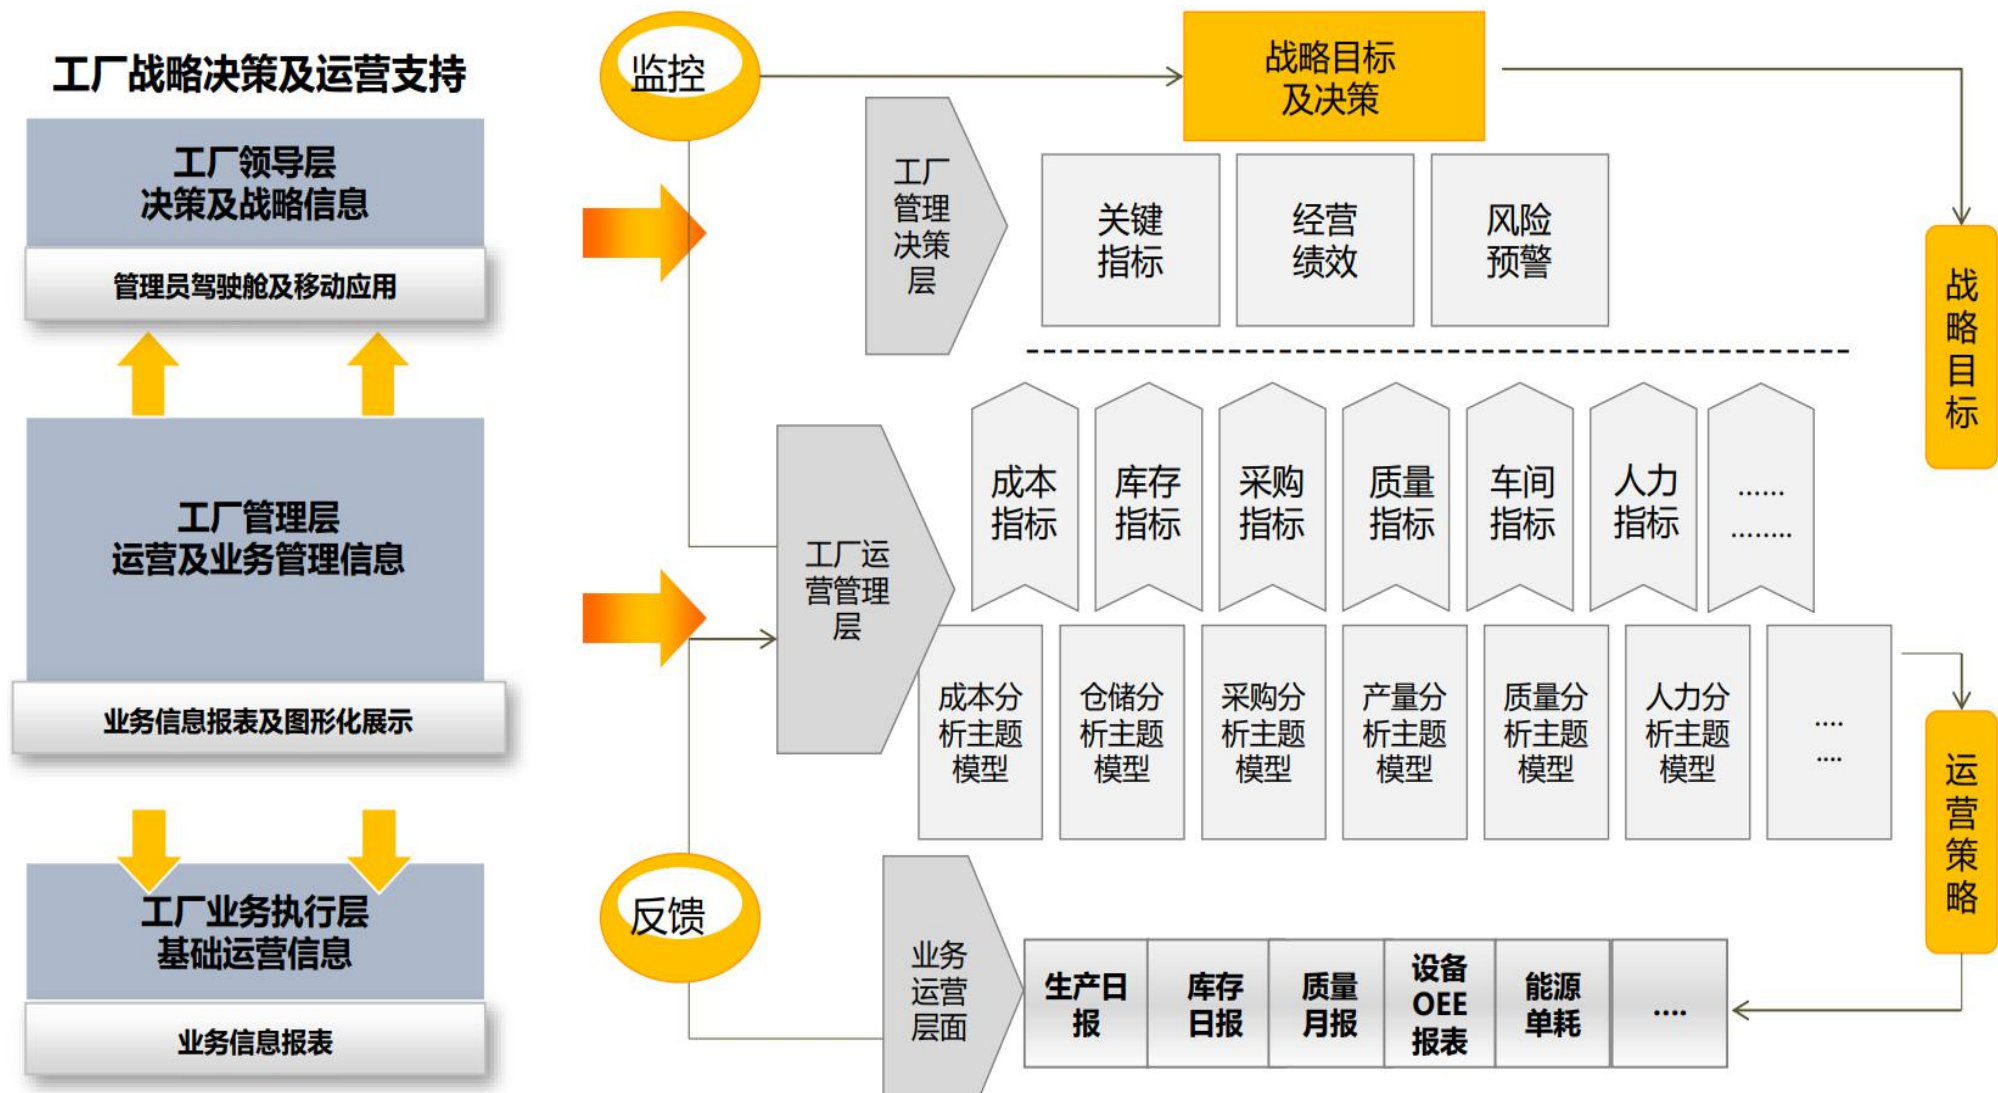 工厂战略决策及运营支持
工厂领导层
决策及战略信息
管理员驾驶舱及移动应用
工厂管理层
运营及业务管理信息
业务信息报表及图形化展示
工厂业务执行层
基础运营信息
业务信息报表
监控
战略目标
及决策
工厂
管理
决策
层
关键
指标
经营
绩效
风险
预警
战
略
目
标
工厂运
营管理
层
成本
指标
库存
指标
采购
指标
质量
指标
车间
指标
人力
指标
......
........
成本分
析主题
模型
仓储分
析主题
模型
采购分
析主题
模型
产量分
析主题
模型
质量分
析主题
模型
人力分
析主题
模型
....
....
运
营
策
略
反馈
业务
运营
层面
生产日
报
库存
日报
质量
月报
设备
OEE
报表
能源
单耗
....